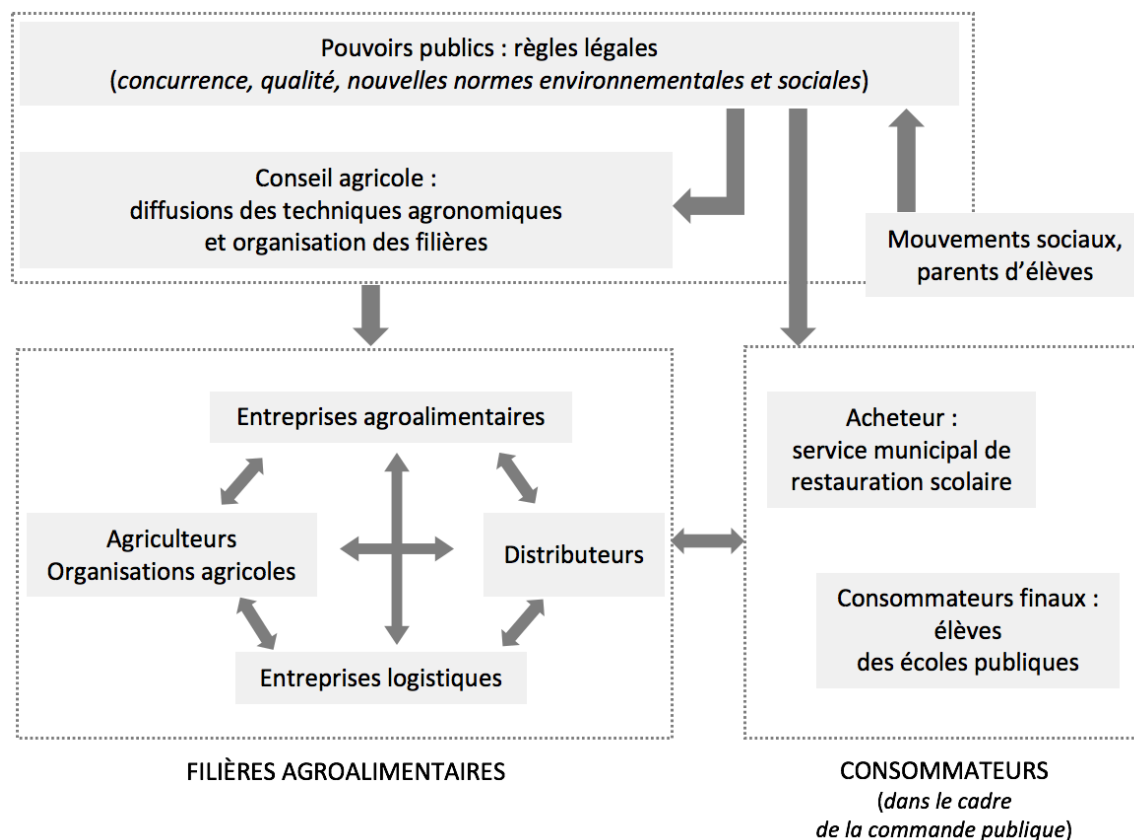 Pouvoirs publics : règles légales
(concurrence, qualité, nouvelles normes environnementales et sociales)
Conseil agricole :
diffusions des techniques agronomiques
et organisation des filières
Mouvements sociaux,
parents d’élèves
Entreprises agroalimentaires
Agriculteurs
Organisations agricoles
Distributeurs
Entreprises logistiques
Acheteur :
service municipal de
restauration scolaire
Consommateurs finaux :
élèves
des écoles publiques
FILIÈRES AGROALIMENTAIRES
CONSOMMATEURS
(dans le cadre
de la commande publique)